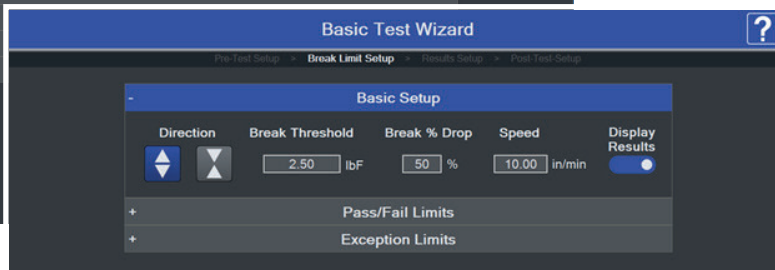 Basic Test Wizard
?
Pre-Test Setup > Break Limit Setup > Results Setup > Post-Test-Setup
- Basic Setup
Direction Break Threshold Break % Drop Speed Display Results
2.50 lbF 50 % 10.00 in/min
+ Pass/Fail Limits
+ Exception Limits